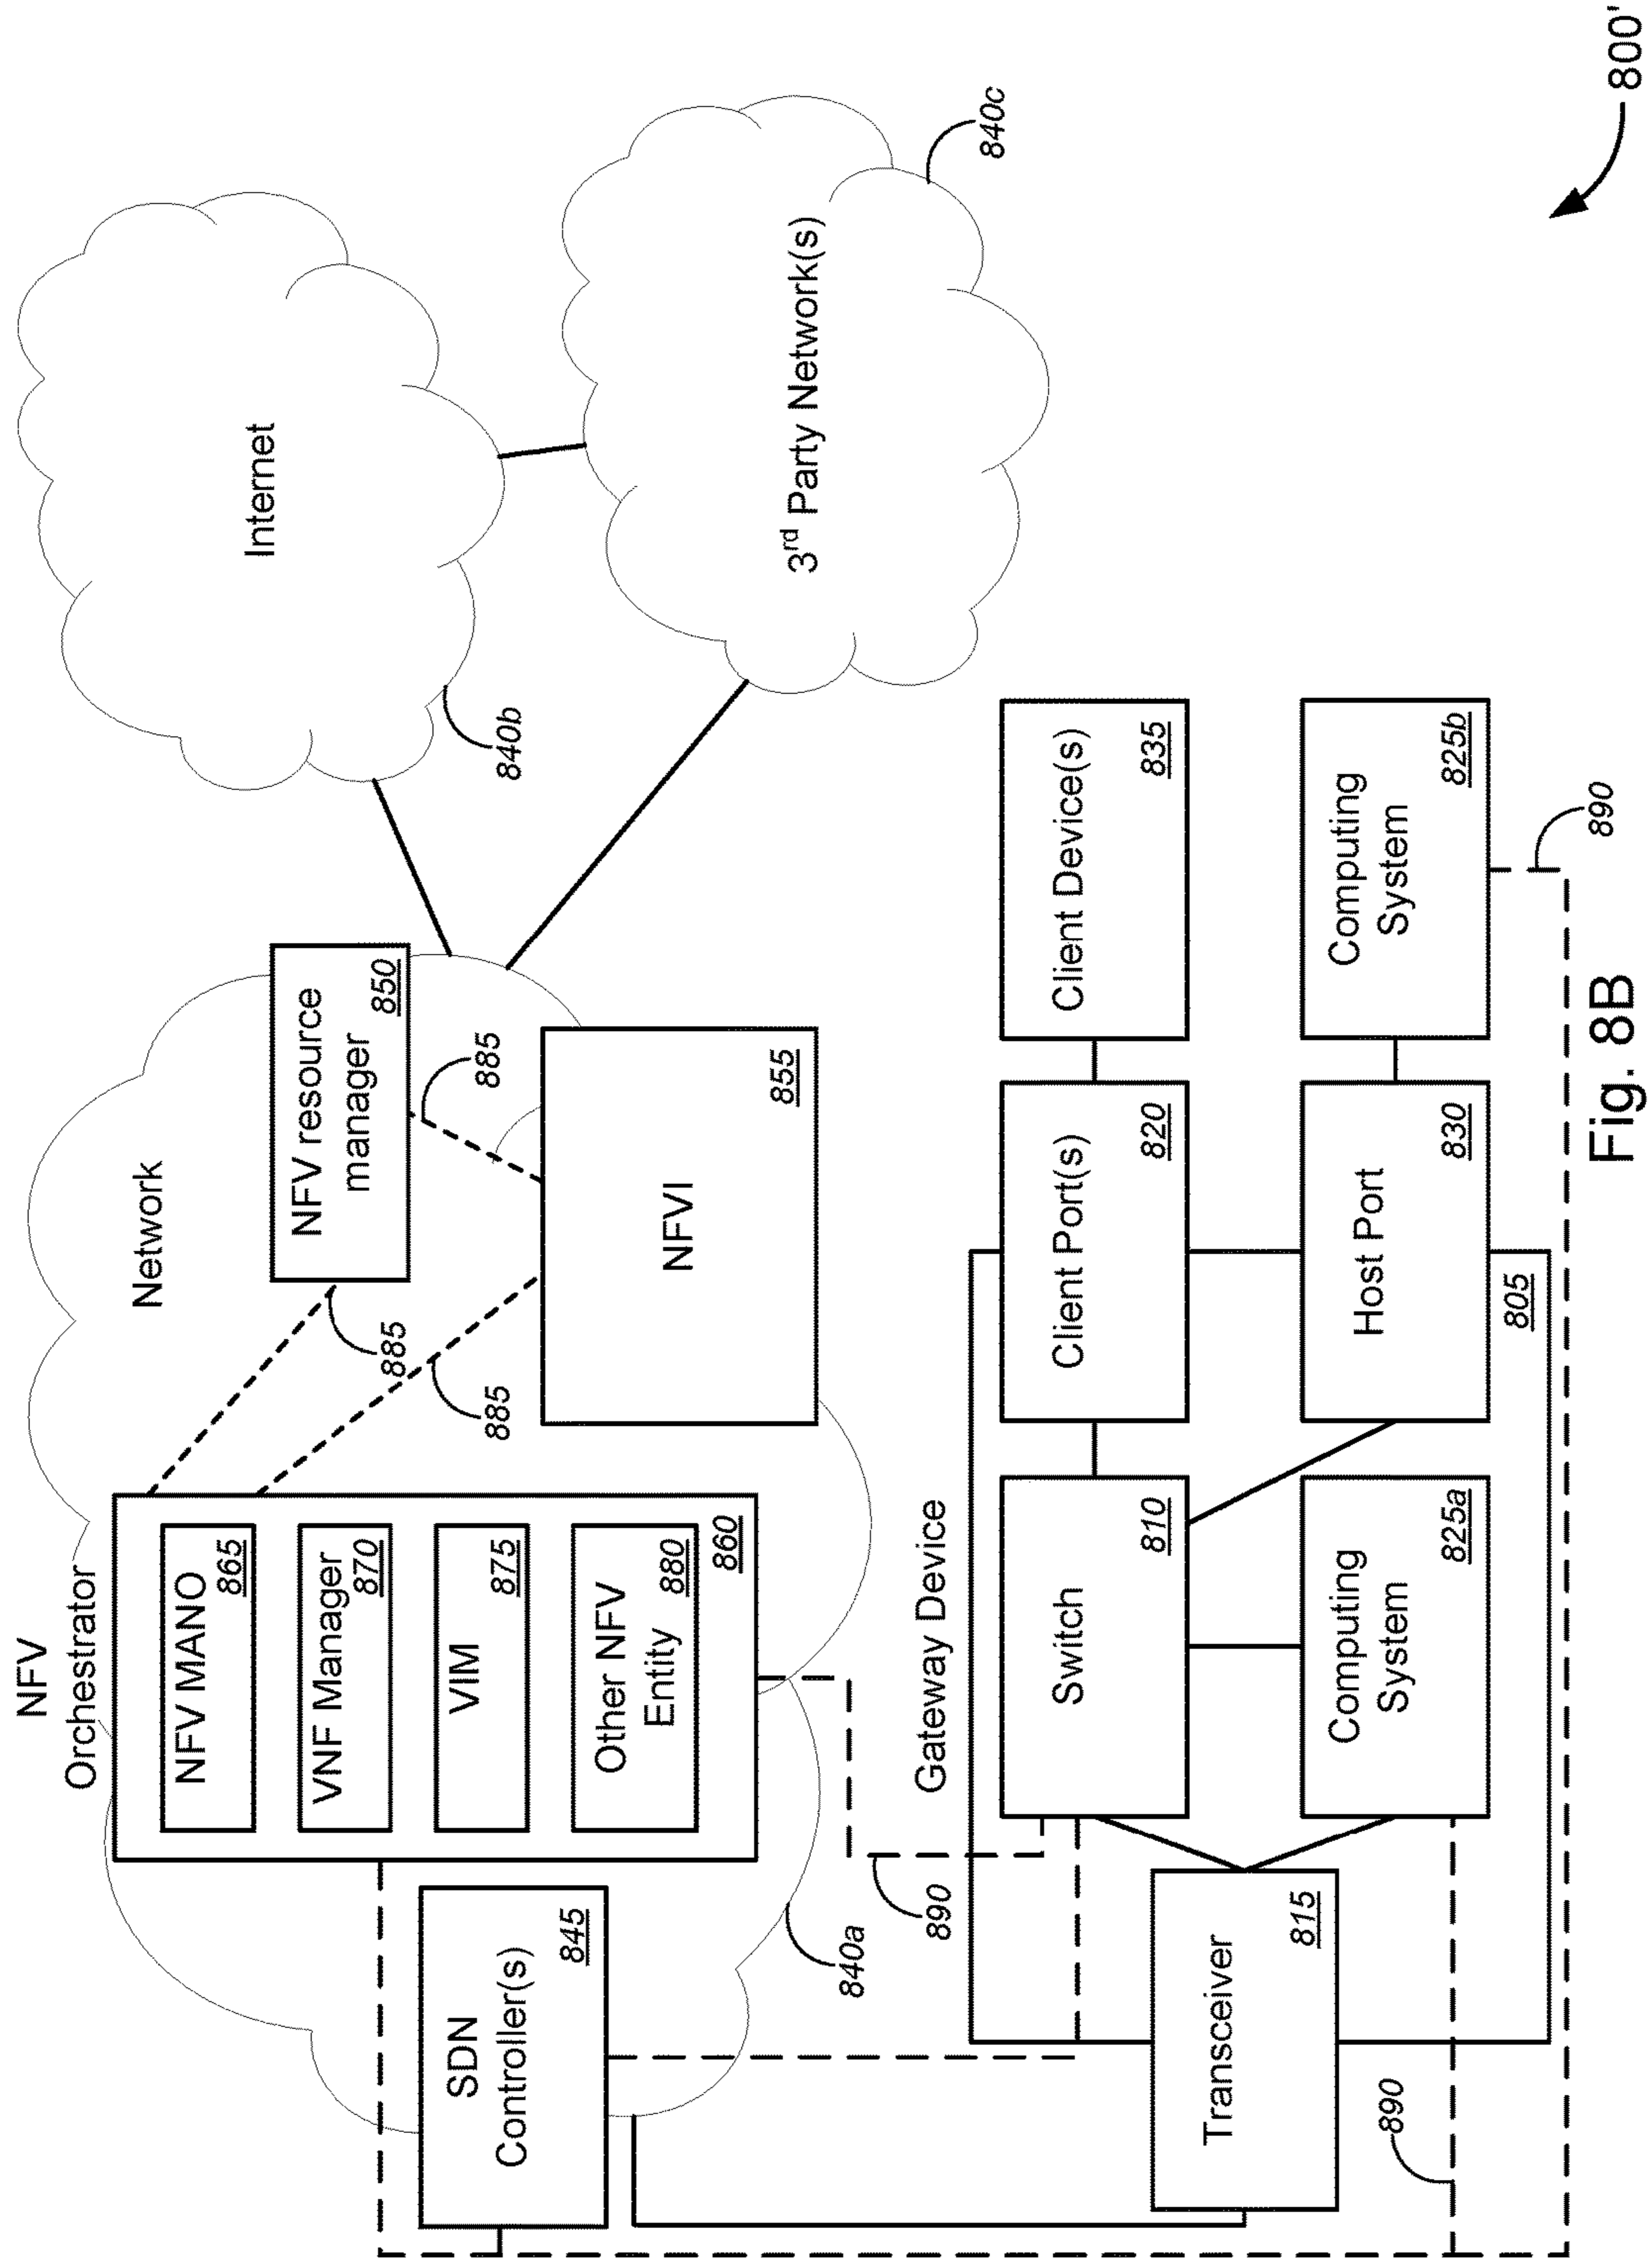 NFV
Orchestrator
NFV MANO
865
VNF Manager
870
VIM
875
Other NFV
Entity
880
860
Network
NFV resource
manager
850
885
885
885
NFVI
855
Internet
840b
3rd Party Network(s)
840c
SDN
Controller(s)
845
840a
890
Gateway Device
Switch
810
Client Port(s)
820
Client Device(s)
835
Transceiver
815
Computing
System
825a
Host Port
830
Computing
System
825b
805
890
890
Fig. 8B
800'